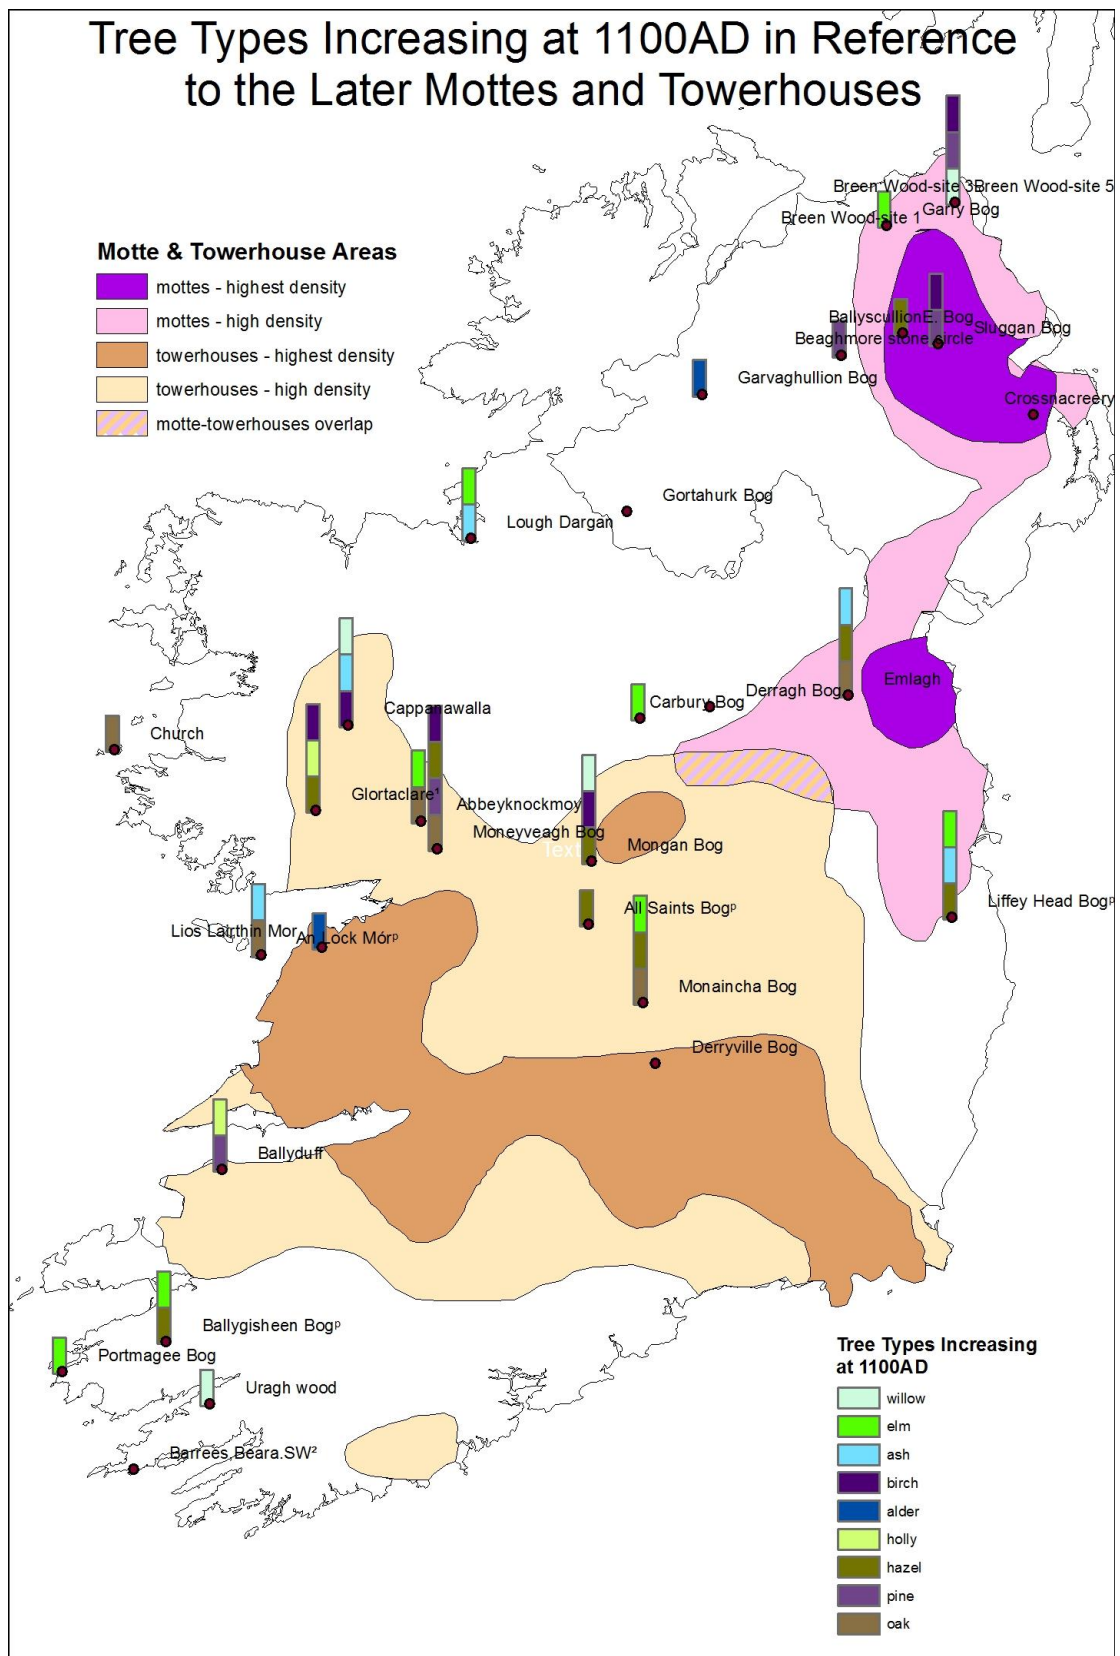 Tree Types Increasing at 1100AD in Reference
to the Later Mottes and Towerhouses
Motte & Towerhouse Areas
mottes - highest density
mottes - high density
towerhouses - highest density
towerhouses - high density
motte-towerhouses overlap
Breen Wood-site 3
Breen Wood-site 5
Garry Bog
Breen Wood-site 1
BallyscullionE. Bog
Sluggan Bog
Beaghmore stone circle
Garvaghullion Bog
Crossnacreery
Gortahurk Bog
Lough Dargan
Emlagh
Derragh Bog
Carbury Bog
Cappanawalla
Church
Glortaclare¹
Abbeyknockmoy
Moneyveagh Bog
Text
Mongan Bog
All Saints Bogᵖ
Liffey Head Bogᵖ
Lios Lairthin Mor
An Lock Mórᵖ
Monaincha Bog
Derryville Bog
Ballyduff
Ballygisheen Bogᵖ
Portmagee Bog
Uragh wood
Barrees.Beara.SW²
Tree Types Increasing
at 1100AD
willow
elm
ash
birch
alder
holly
hazel
pine
oak